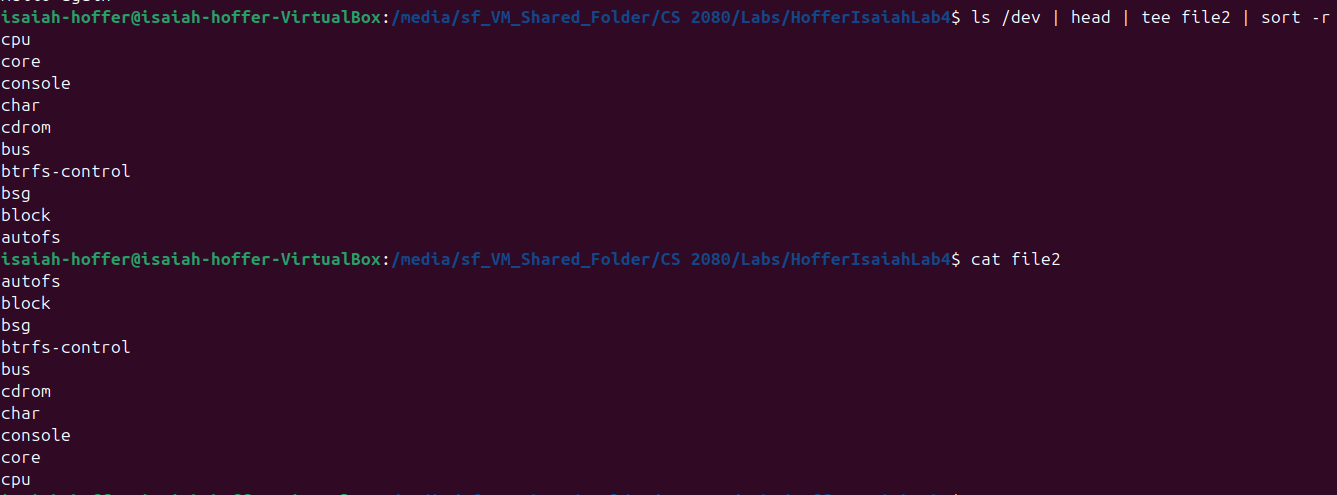 isaiah-hoffer@isaiah-hoffer-VirtualBox:/media/sf_VM_Shared_Folder/CS 2080/Labs/HofferIsaiahLab4$ ls /dev | head | tee file2 | sort -r
cpu
core
console
char
cdrom
bus
btrfs-control
bsg
block
autofs
isaiah-hoffer@isaiah-hoffer-VirtualBox:/media/sf_VM_Shared_Folder/CS 2080/Labs/HofferIsaiahLab4$ cat file2
autofs
block
bsg
btrfs-control
bus
cdrom
char
console
core
cpu